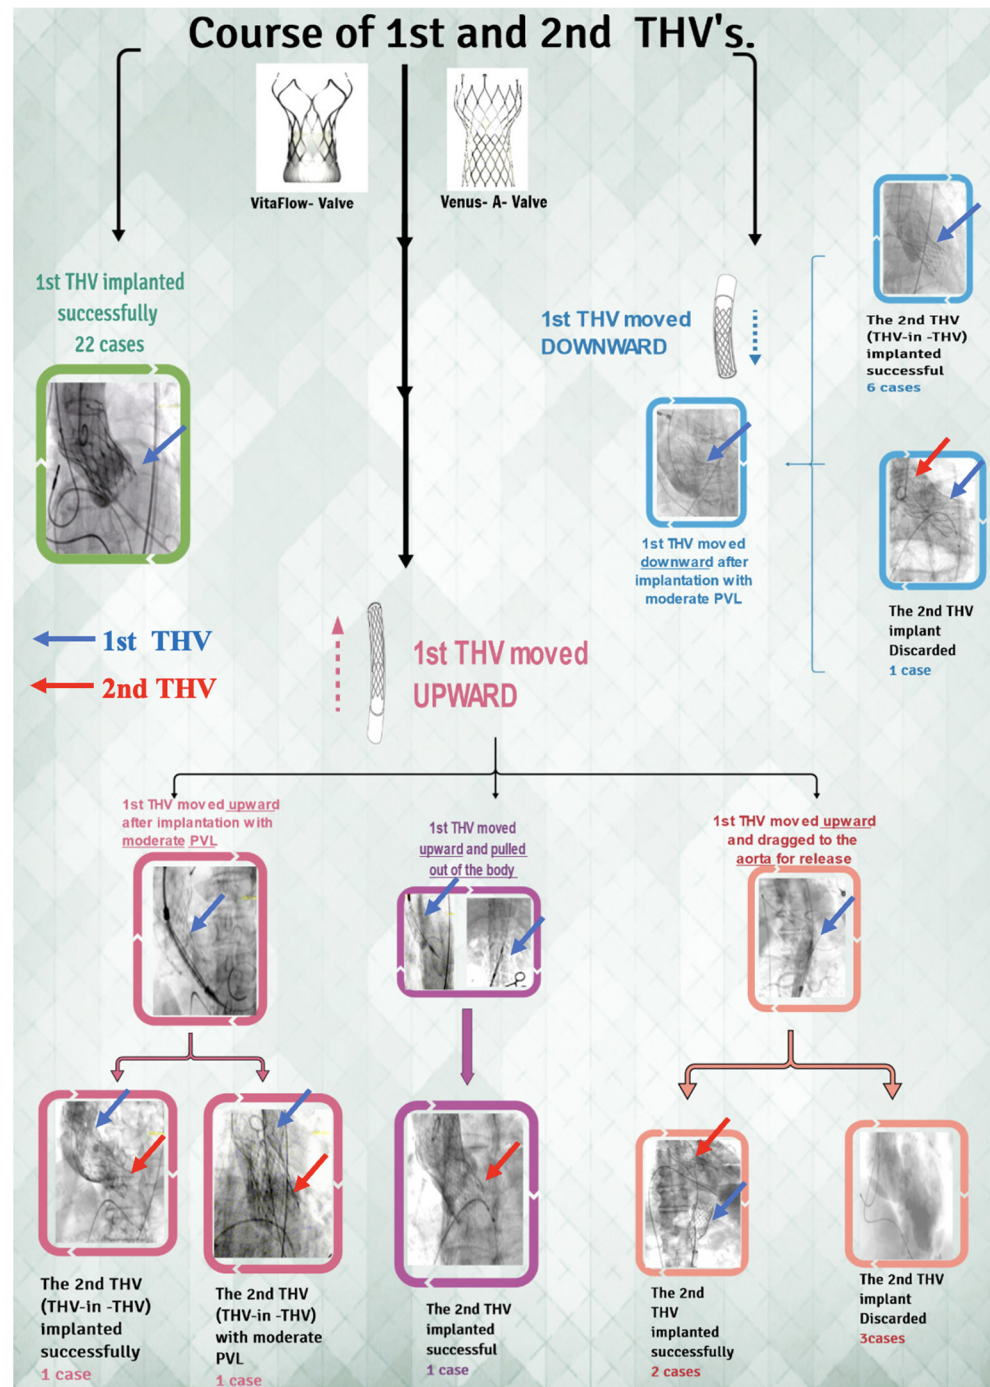 Course of 1st and 2nd THV's.
VitaFlow- Valve
Venus- A- Valve
1st THV implanted
successfully
22 cases
1st THV moved
DOWNWARD
The 2nd THV
(THV-in -THV)
implanted
successful
6 cases
1st THV moved
downward after
implantation with
moderate PVL
The 2nd THV
implant
Discarded
1 case
1st THV
2nd THV
1st THV moved
UPWARD
1st THV moved upward
after implantation with
moderate PVL
1st THV moved
upward and pulled
out of the body
1st THV moved upward
and dragged to the
aorta for release
The 2nd THV
(THV-in -THV)
implanted
successfully
1 case
The 2nd THV
(THV-in -THV)
with moderate
PVL
1 case
The 2nd THV
implanted
successful
1 case
The 2nd
THV
implanted
successfully
2 cases
The 2nd THV
implant
Discarded
3cases